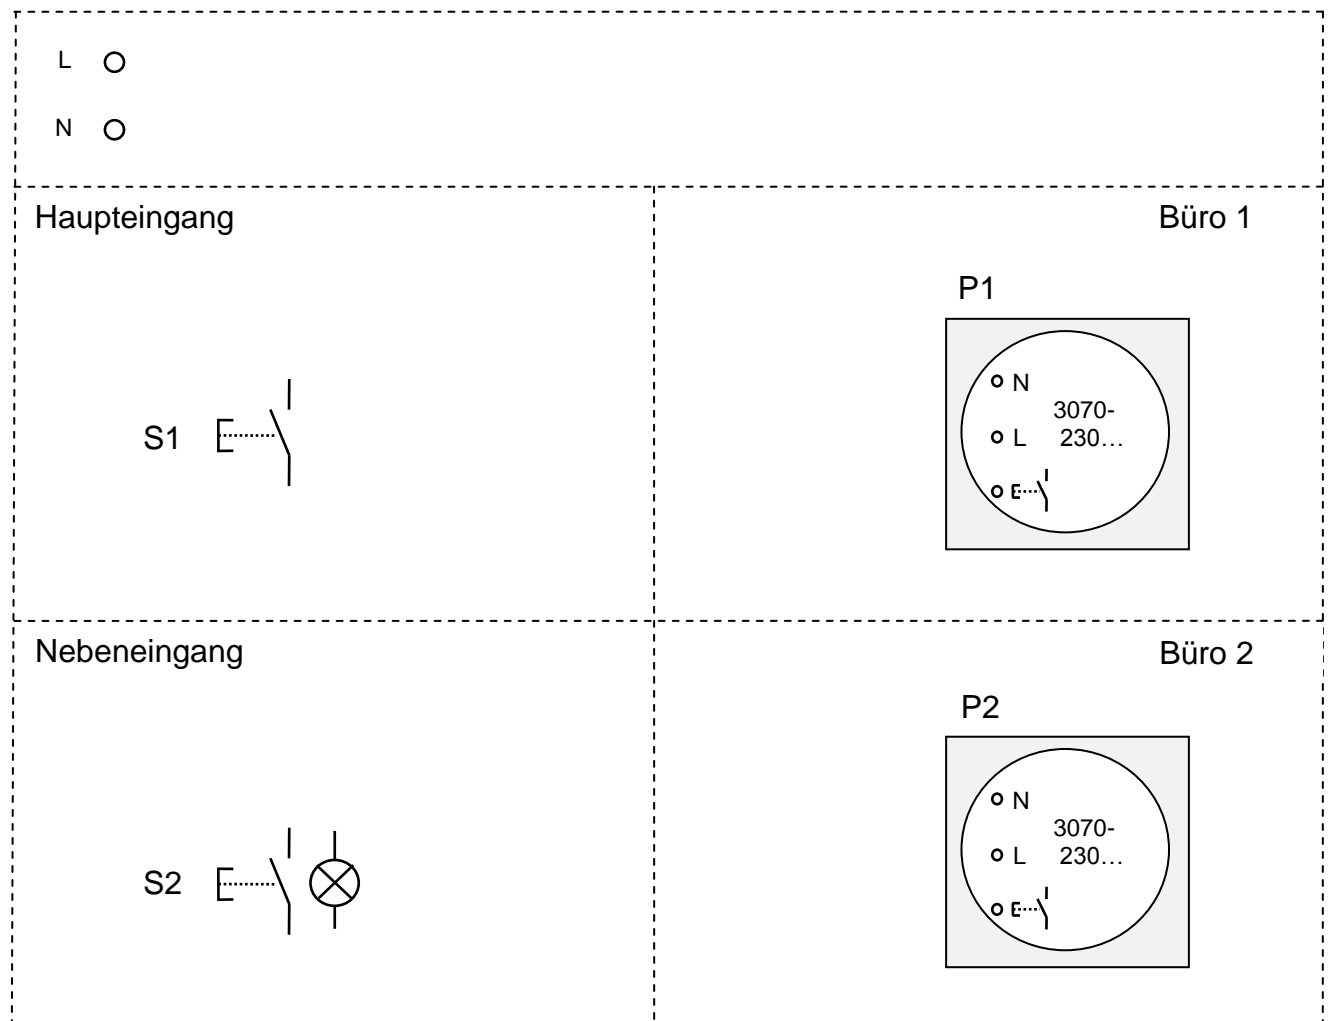 L
N
Haupteingang
Büro 1
P1
N
3070-
L 230…
S1
Nebeneingang
Büro 2
P2
N
3070-
L 230…
S2